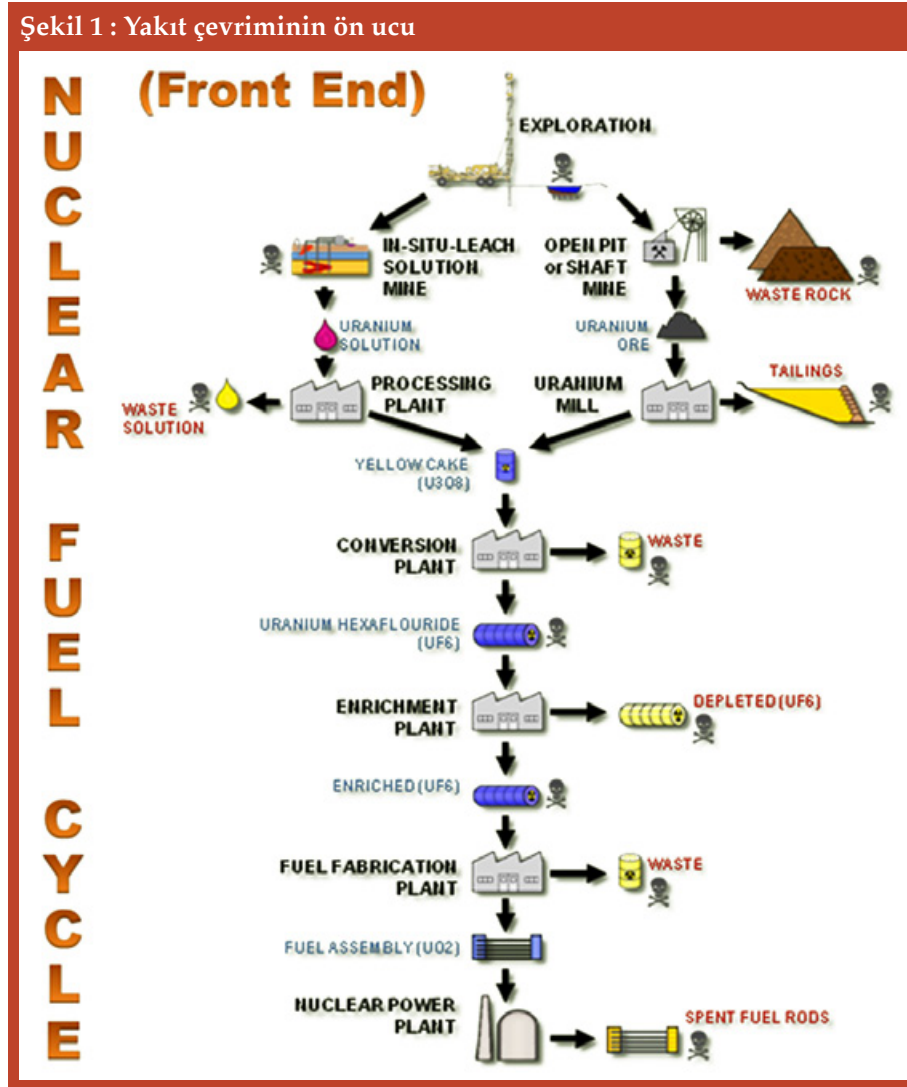 Şekil 1 : Yakıt çevriminin ön ucu
NUCLEAR
FUEL
CYCLE
(Front End)
EXPLORATION
IN-SITU-LEACH
SOLUTION
MINE
OPEN PIT
or SHAFT
MINE
WASTE ROCK
URANIUM
SOLUTION
URANIUM
ORE
WASTE
SOLUTION
PROCESSING
PLANT
URANIUM
MILL
TAILINGS
YELLOW CAKE
(U3O8)
CONVERSION
PLANT
WASTE
URANIUM HEXAFLOURIDE
(UF6)
ENRICHMENT
PLANT
DEPLETED (UF6)
ENRICHED (UF6)
FUEL FABRICATION
PLANT
WASTE
FUEL ASSEMBLY (UO2)
NUCLEAR POWER
PLANT
SPENT FUEL RODS